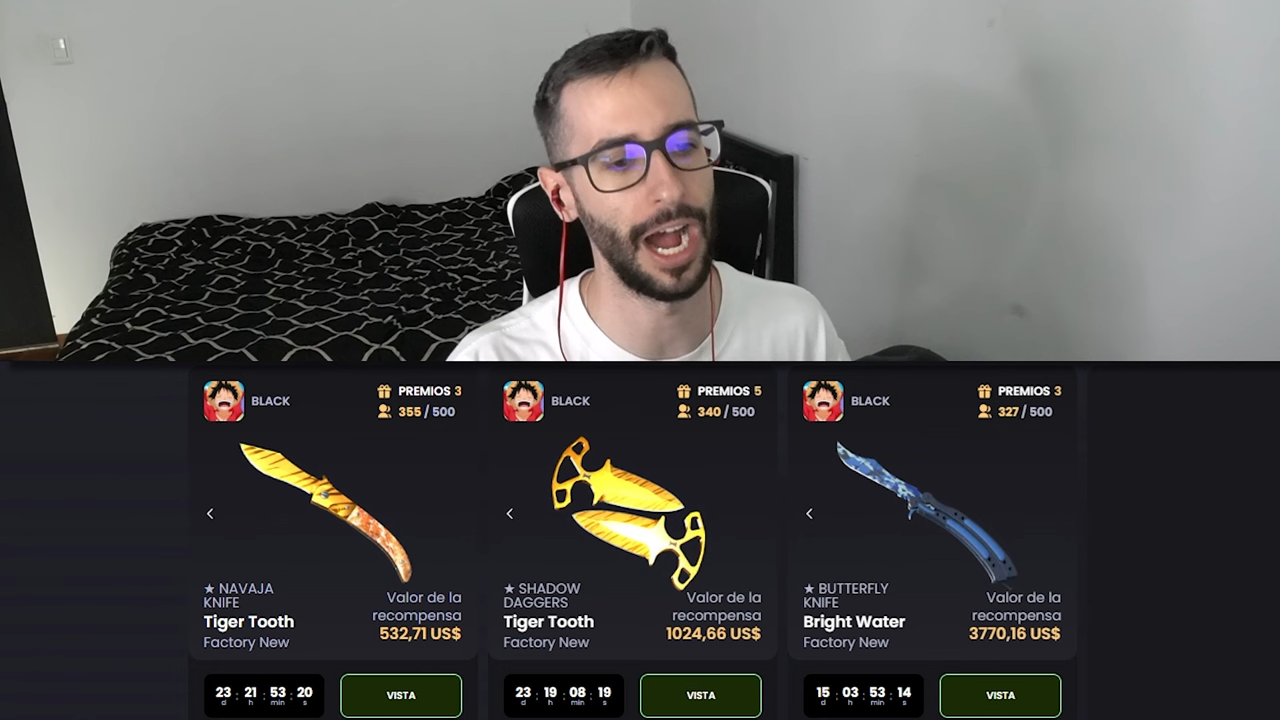 BLACK
PREMIOS 3
355 / 500
★ NAVAJA
KNIFE
Tiger Tooth
Factory New
Valor de la
recompensa
532,71 US$
23 : 21 : 53 : 20
d h min s
VISTA
BLACK
PREMIOS 5
340 / 500
★ SHADOW
DAGGERS
Tiger Tooth
Factory New
Valor de la
recompensa
1024,66 US$
23 : 19 : 08 : 19
d h min s
VISTA
BLACK
PREMIOS 3
327 / 500
★ BUTTERFLY
KNIFE
Bright Water
Factory New
Valor de la
recompensa
3770,16 US$
15 : 03 : 53 : 14
d h min s
VISTA